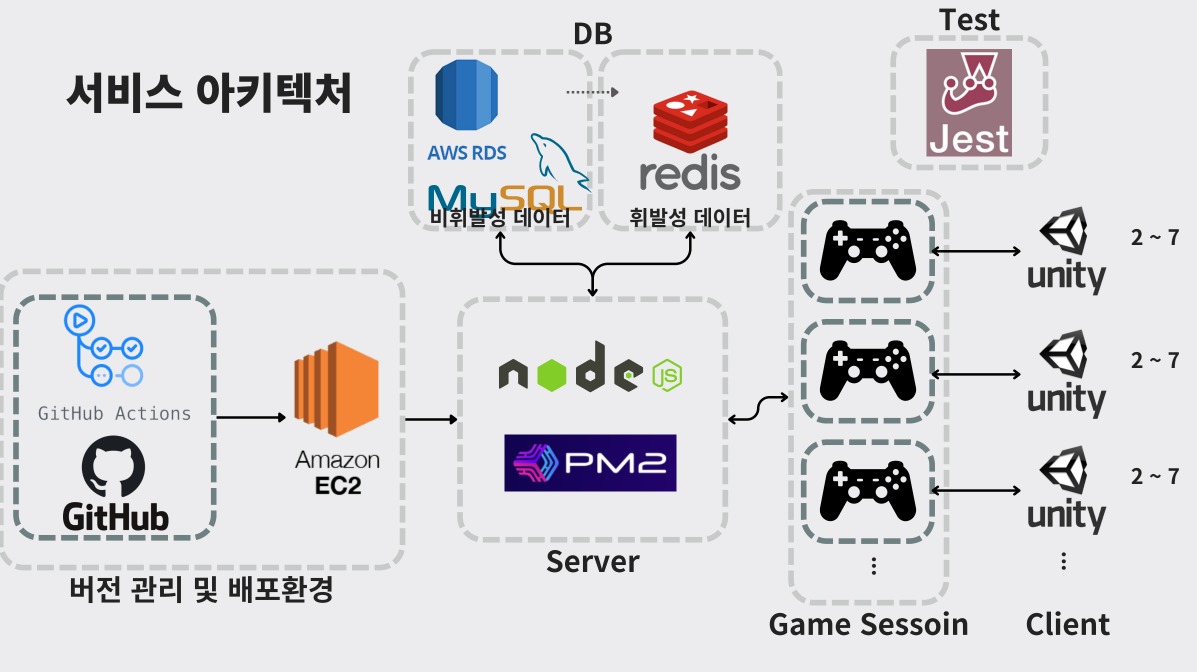 서비스 아키텍처
DB
AWS RDS
MySQL
비휘발성 데이터
redis
휘발성 데이터
Test
Jest
GitHub Actions
GitHub
Amazon
EC2
버전 관리 및 배포환경
node
JS
PM2
Server
Game Sessoin
unity
2 ~ 7
unity
2 ~ 7
unity
2 ~ 7
Client